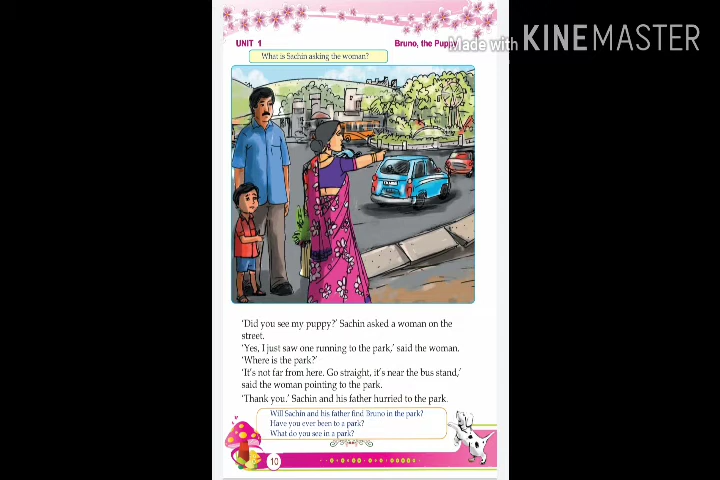 UNIT 1
Bruno, the Puppy
Made with KINEMASTER
What is Sachin asking the woman?
'Did you see my puppy?' Sachin asked a woman on the
street.
'Yes, I just saw one running to the park,' said the woman.
'Where is the park?'
'It's not far from here. Go straight, it's near the bus stand,'
said the woman pointing to the park.
'Thank you.' Sachin and his father hurried to the park.
Will Sachin and his father find Bruno in the park?
Have you ever been to a park?
What do you see in a park?
10